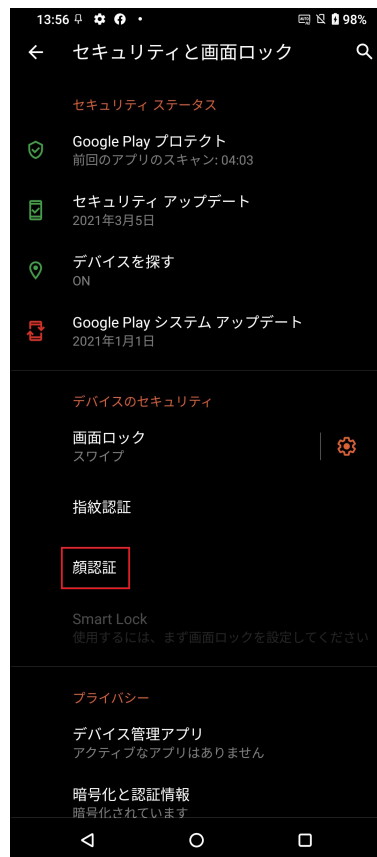 13:56
98%
セキュリティと画面ロック
セキュリティ ステータス
Google Play プロテクト
前回のアプリのスキャン: 04:03
セキュリティ アップデート
2021年3月5日
デバイスを探す
ON
Google Play システム アップデート
2021年1月1日
デバイスのセキュリティ
画面ロック
スワイプ
指紋認証
顔認証
Smart Lock
使用するには、まず画面ロックを設定してください
プライバシー
デバイス管理アプリ
アクティブなアプリはありません
暗号化と認証情報
暗号化されています